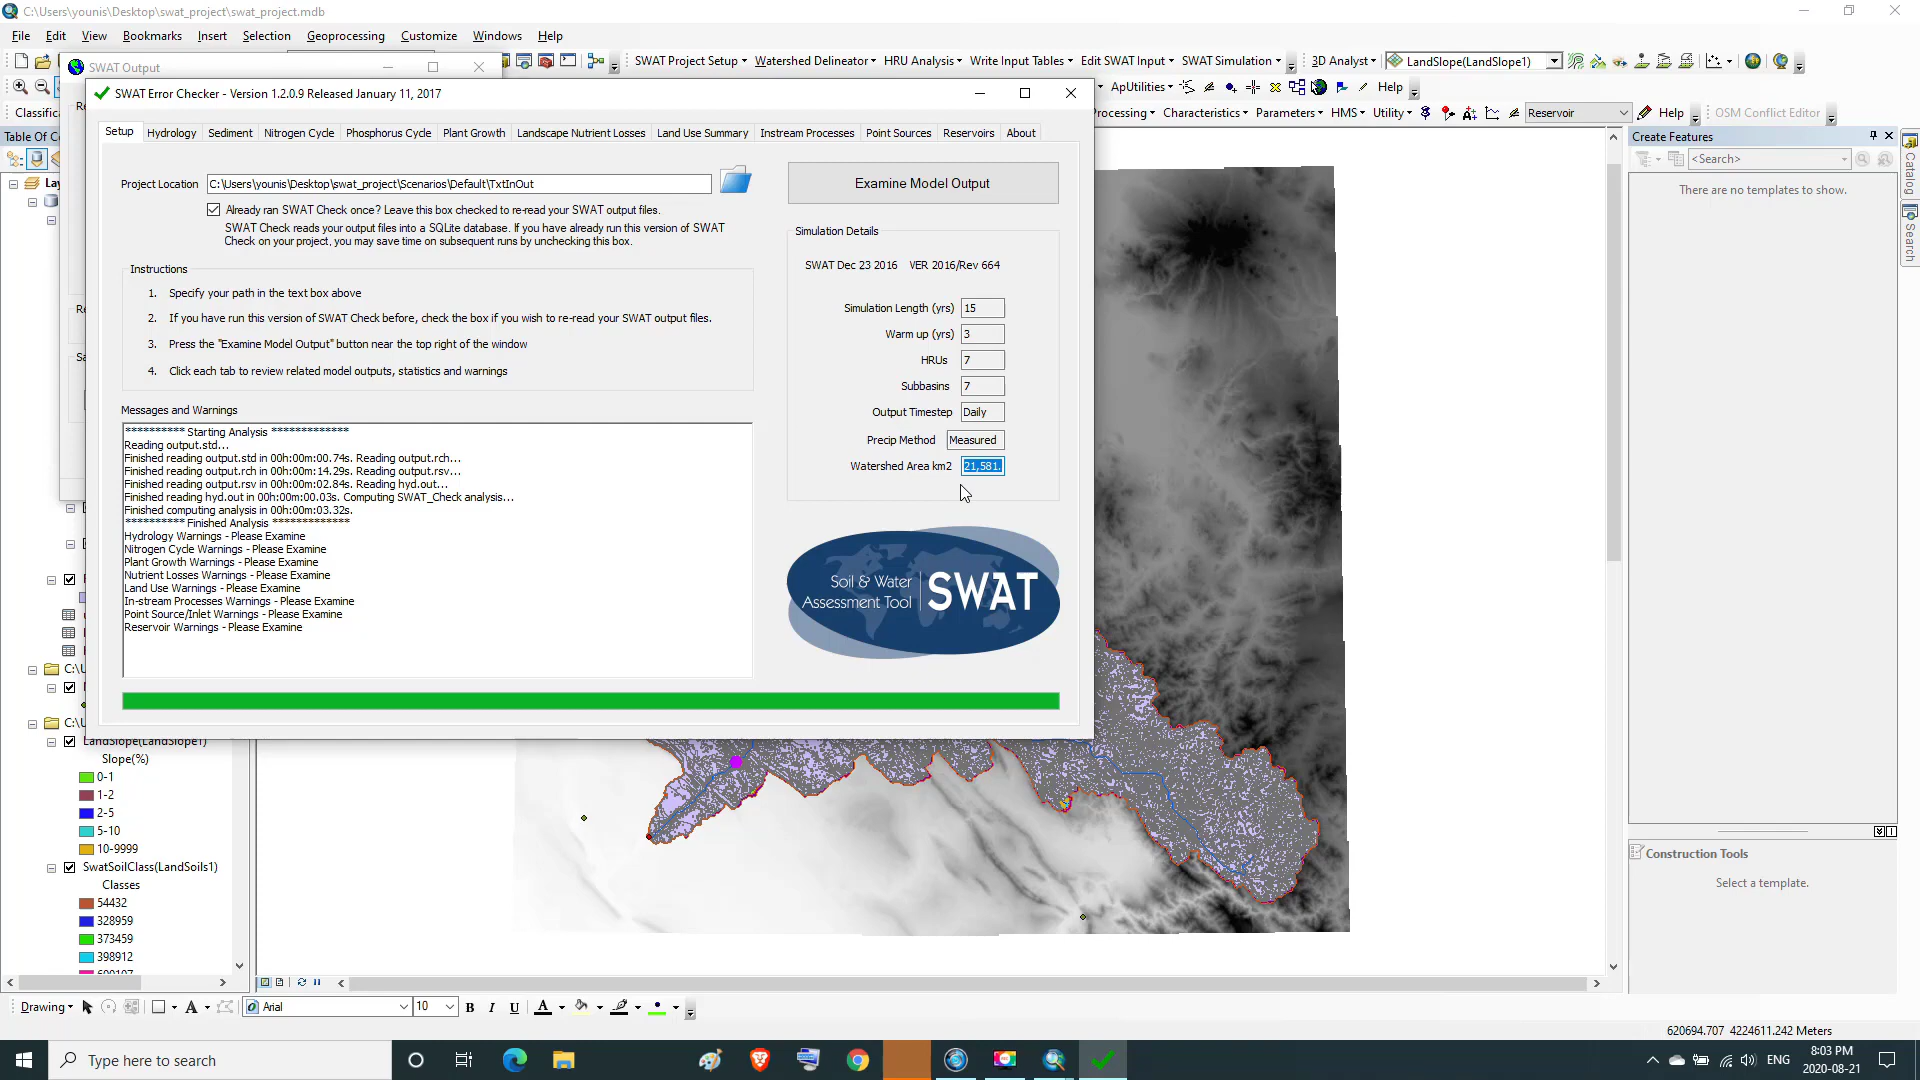 C:\Users\younis\Desktop\swat_project\swat_project.mdb
File Edit View Bookmarks Insert Selection Geoprocessing Customize Windows Help
SWAT Project Setup Watershed Delineator HRU Analysis Write Input Tables Edit SWAT Input SWAT Simulation 3D Analyst LandSlope(LandSlope1)
SWAT Output
ApUtilities Help
SWAT Error Checker - Version 1.2.0.9 Released January 11, 2017
Classific
Processing Characteristics Parameters HMS Utility Reservoir Help OSM Conflict Editor
Table Of Co
Setup Hydrology Sediment Nitrogen Cycle Phosphorus Cycle Plant Growth Landscape Nutrient Losses Land Use Summary Instream Processes Point Sources Reservoirs About
Create Features
<Search>
There are no templates to show.
Catalog
Search
Lay
Project Location C:\Users\younis\Desktop\swat_project\Scenarios\Default\TxtInOut
Examine Model Output
Already ran SWAT Check once? Leave this box checked to re-read your SWAT output files.
SWAT Check reads your output files into a SQLite database. If you have already run this version of SWAT
Check on your project, you may save time on subsequent runs by unchecking this box.
Simulation Details
SWAT Dec 23 2016 VER 2016/Rev 664
Instructions
1. Specify your path in the text box above
2. If you have run this version of SWAT Check before, check the box if you wish to re-read your SWAT output files.
3. Press the "Examine Model Output" button near the top right of the window
4. Click each tab to review related model outputs, statistics and warnings
Simulation Length (yrs) 15
Warm up (yrs) 3
HRUs 7
Subbasins 7
Output Timestep Daily
Precip Method Measured
Watershed Area km2 21,581.
Messages and Warnings
********** Starting Analysis *************
Reading output.std...
Finished reading output.std in 00h:00m:00.74s. Reading output.rch...
Finished reading output.rch in 00h:00m:14.29s. Reading output.rsv...
Finished reading output.rsv in 00h:00m:02.84s. Reading hyd.out...
Finished reading hyd.out in 00h:00m:00.03s. Computing SWAT_Check analysis...
Finished computing analysis in 00h:00m:03.32s.
********** Finished Analysis *************
Hydrology Warnings - Please Examine
Nitrogen Cycle Warnings - Please Examine
Plant Growth Warnings - Please Examine
Nutrient Losses Warnings - Please Examine
Land Use Warnings - Please Examine
In-stream Processes Warnings - Please Examine
Point Source/Inlet Warnings - Please Examine
Reservoir Warnings - Please Examine
Soil & Water
Assessment Tool
SWAT
C:\U
C:\U
LandSlope(LandSlope1)
Slope(%)
0-1
1-2
2-5
5-10
10-9999
SwatSoilClass(LandSoils1)
Classes
54432
328959
373459
398912
Construction Tools
Select a template.
Drawing Arial 10 B I U A
620694.707 4224611.242 Meters
Type here to search
ENG
8:03 PM
2020-08-21